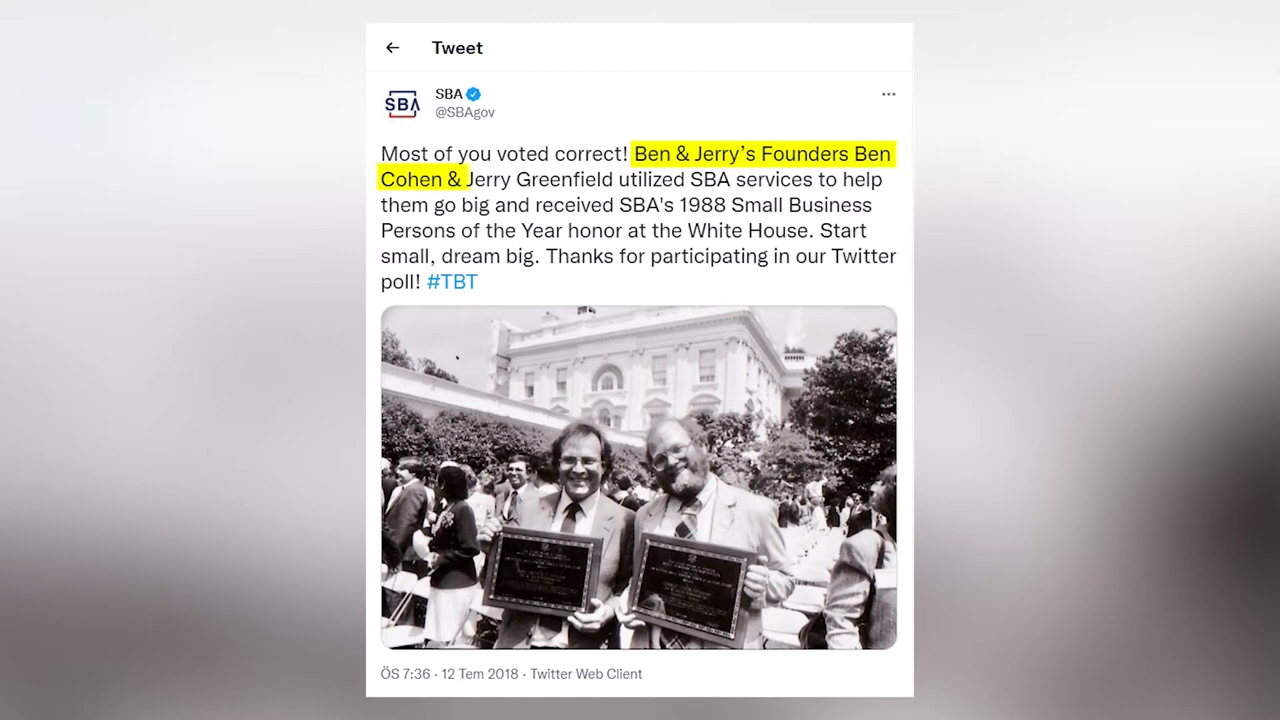 Tweet
SBA
SBA
@SBAgov
Most of you voted correct! Ben & Jerry's Founders Ben
Cohen & Jerry Greenfield utilized SBA services to help
them go big and received SBA's 1988 Small Business
Persons of the Year honor at the White House. Start
small, dream big. Thanks for participating in our Twitter
poll! #TBT
ÖS 7:36 · 12 Tem 2018 · Twitter Web Client